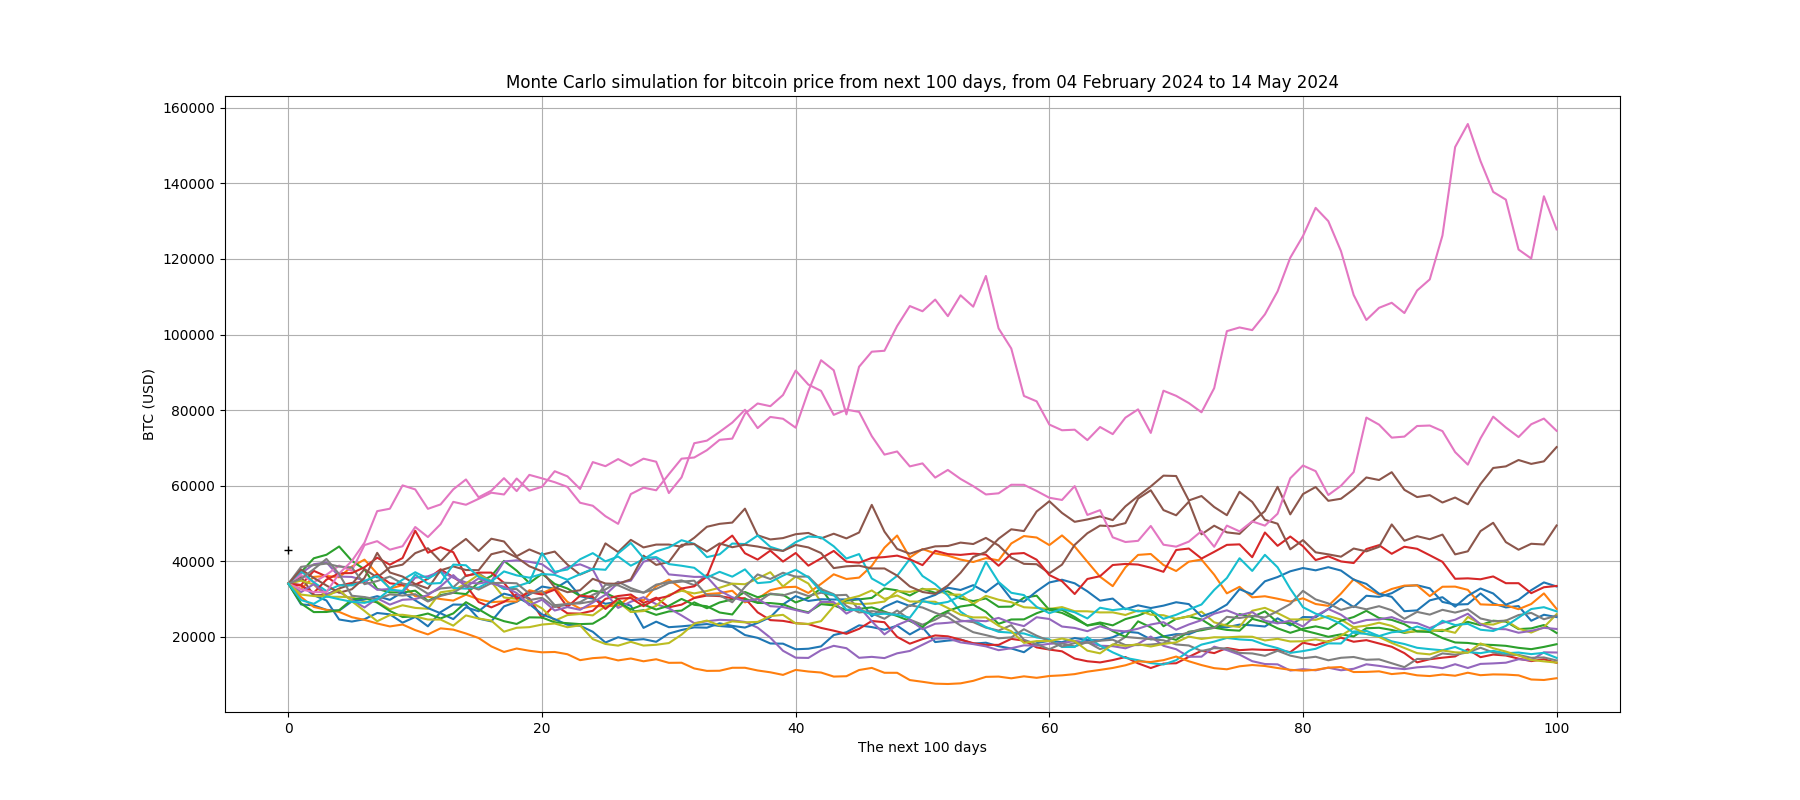 Monte Carlo simulation for bitcoin price from next 100 days, from 04 February 2024 to 14 May 2024
160000
140000
120000
100000
80000
60000
40000
20000
BTC (USD)
0 20 40 60 80 100
The next 100 days